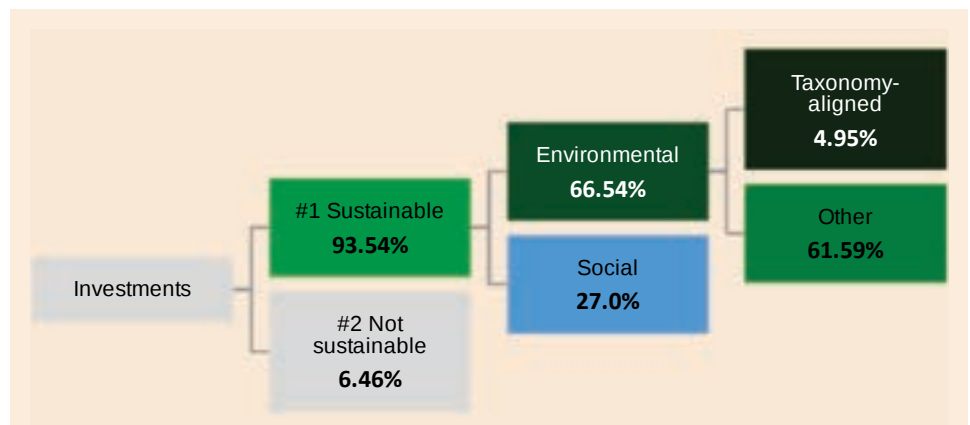 Investments
#1 Sustainable
93.54%
#2 Not
sustainable
6.46%
Environmental
66.54%
Social
27.0%
Taxonomy-
aligned
4.95%
Other
61.59%